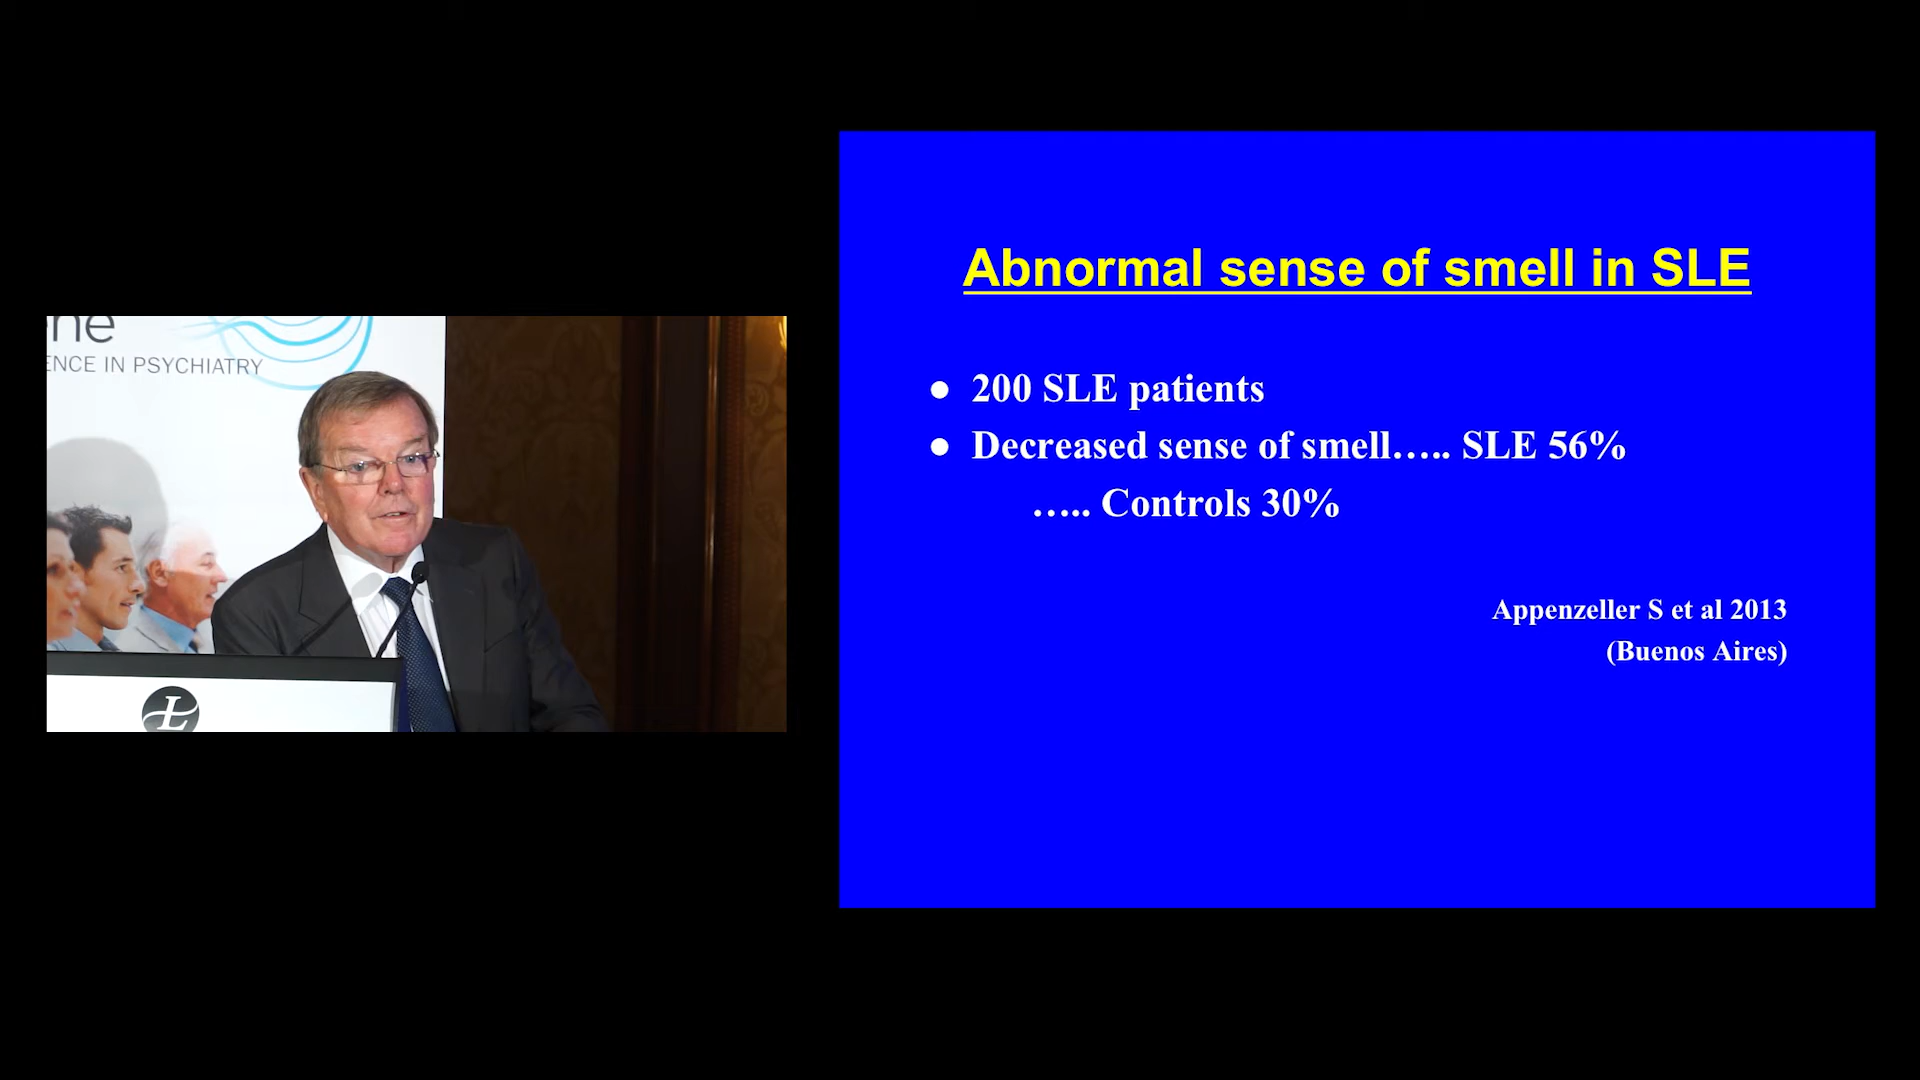 ENCE IN PSYCHIATRY
L
Abnormal sense of smell in SLE
● 200 SLE patients
● Decreased sense of smell….. SLE 56%
….. Controls 30%
Appenzeller S et al 2013
(Buenos Aires)